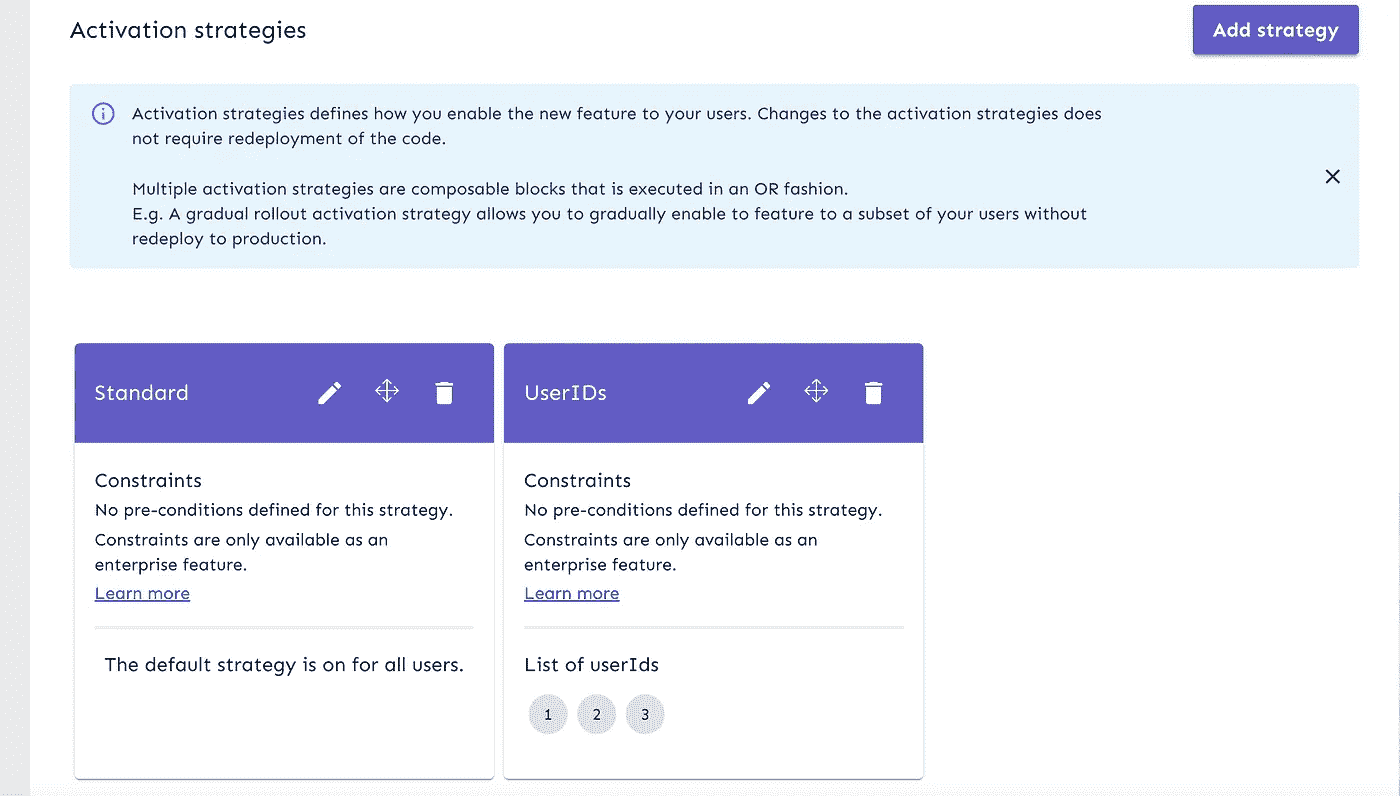 Activation strategies
Add strategy
Activation strategies defines how you enable the new feature to your users. Changes to the activation strategies does
not require redeployment of the code.
Multiple activation strategies are composable blocks that is executed in an OR fashion.
E.g. A gradual rollout activation strategy allows you to gradually enable to feature to a subset of your users without
redeploy to production.
Standard
Constraints
No pre-conditions defined for this strategy.
Constraints are only available as an
enterprise feature.
Learn more
The default strategy is on for all users.
UserIDs
Constraints
No pre-conditions defined for this strategy.
Constraints are only available as an
enterprise feature.
Learn more
List of userIds
1 2 3